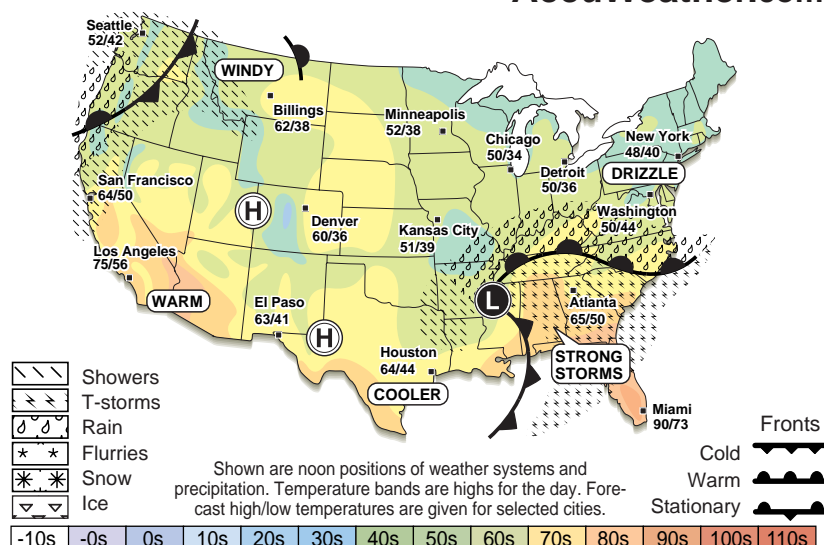 Seattle
52/42
WINDY
Billings
62/38
Minneapolis
52/38
Chicago
50/34
Detroit
50/36
New York
48/40
DRIZZLE
Washington
50/44
San Francisco
64/50
H
Denver
60/36
Kansas City
51/39
Los Angeles
75/56
WARM
El Paso
63/41
H
L
Atlanta
65/50
Houston
64/44
COOLER
STRONG
STORMS
Miami
90/73
Showers
T-storms
Rain
Flurries
Snow
Ice
Shown are noon positions of weather systems and
precipitation. Temperature bands are highs for the day. Fore-
cast high/low temperatures are given for selected cities.
Fronts
Cold
Warm
Stationary
-10s -0s 0s 10s 20s 30s 40s 50s 60s 70s 80s 90s 100s 110s